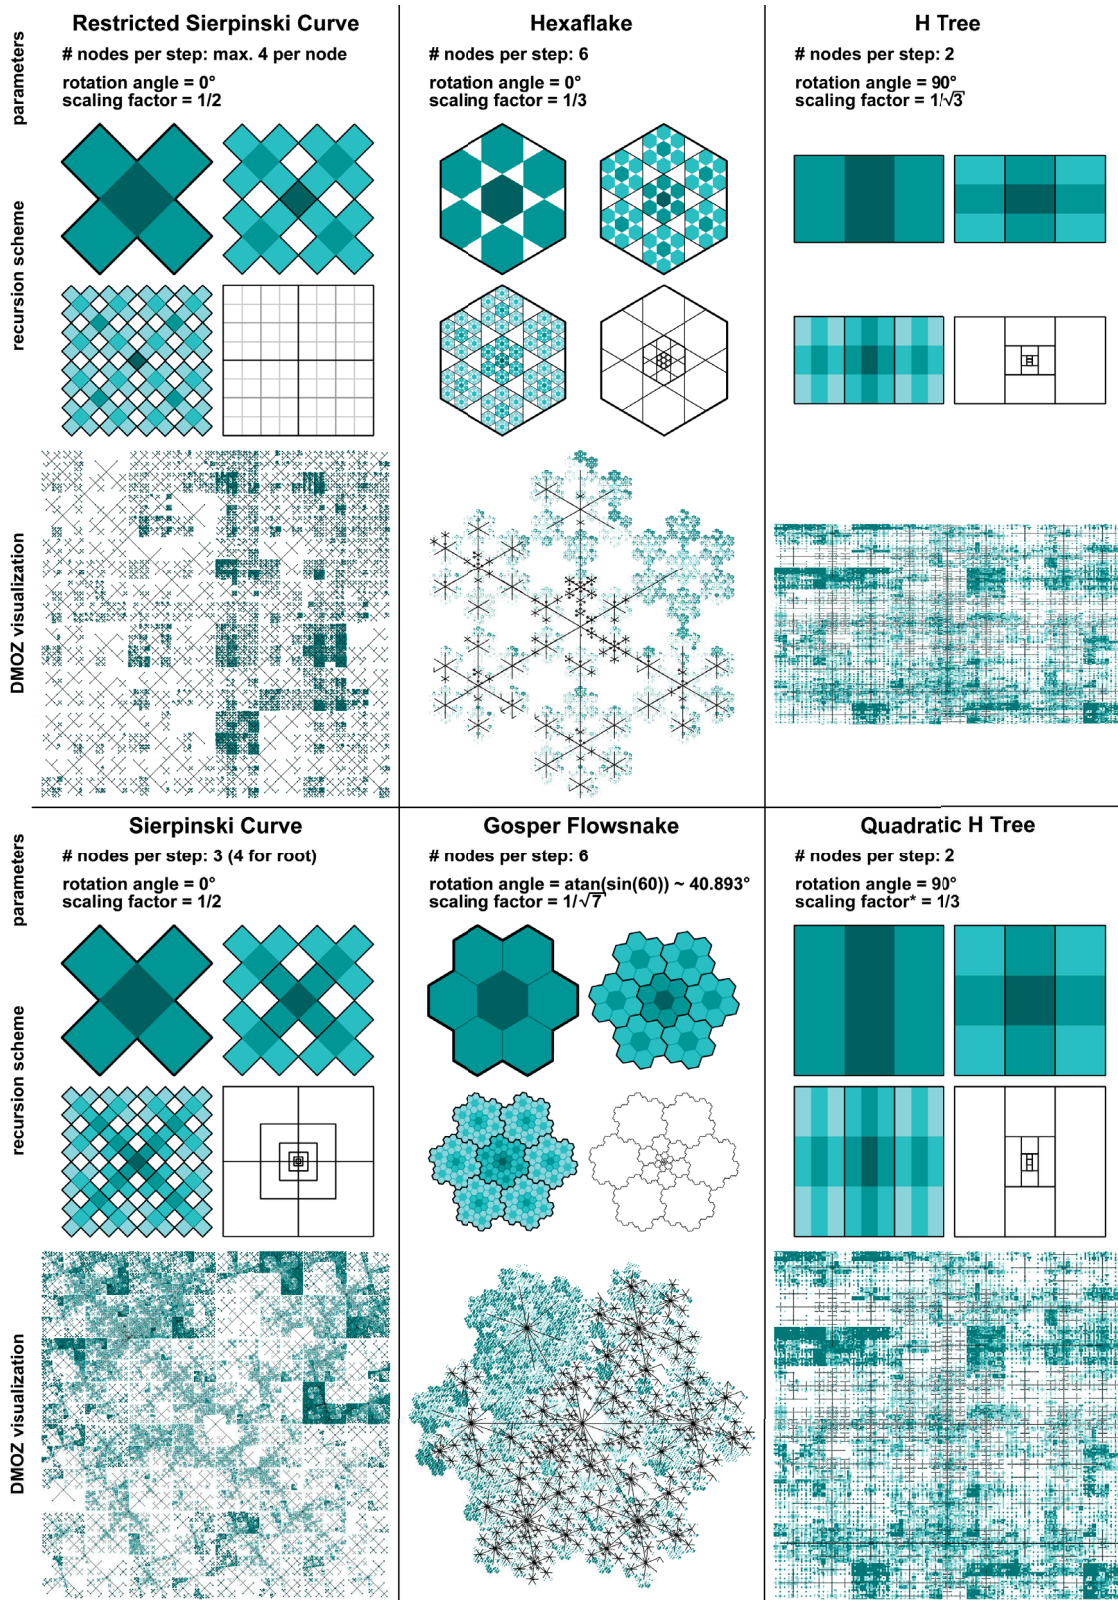 Restricted Sierpinski Curve
# nodes per step: max. 4 per node
rotation angle = 0°
scaling factor = 1/2
Hexaflake
# nodes per step: 6
rotation angle = 0°
scaling factor = 1/3
H Tree
# nodes per step: 2
rotation angle = 90°
scaling factor = 1/√3
parameters
recursion scheme
DMOZ visualization
Sierpinski Curve
# nodes per step: 3 (4 for root)
rotation angle = 0°
scaling factor = 1/2
Gosper Flowsnake
# nodes per step: 6
rotation angle = atan(sin(60)) ~ 40.893°
scaling factor = 1/√7
Quadratic H Tree
# nodes per step: 2
rotation angle = 90°
scaling factor* = 1/3
parameters
recursion scheme
DMOZ visualization